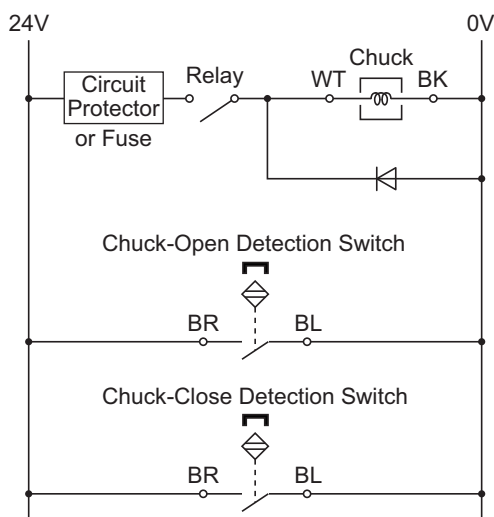 24V
0V
Circuit
Protector
or Fuse
Relay
Chuck
WT
BK
Chuck-Open Detection Switch
BR
BL
Chuck-Close Detection Switch
BR
BL